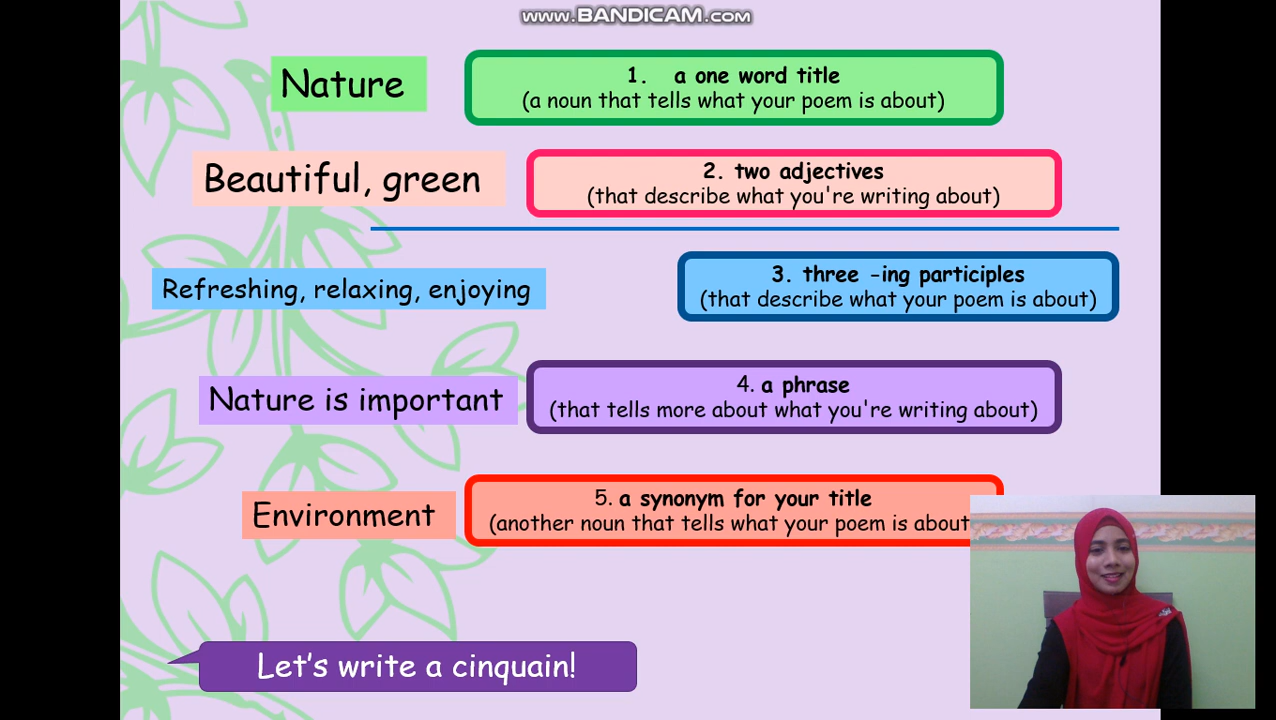 www.BANDICAM.com
Nature
1. a one word title
(a noun that tells what your poem is about)
Beautiful, green
2. two adjectives
(that describe what you're writing about)
Refreshing, relaxing, enjoying
3. three -ing participles
(that describe what your poem is about)
Nature is important
4. a phrase
(that tells more about what you're writing about)
Environment
5. a synonym for your title
(another noun that tells what your poem is about
Let's write a cinquain!